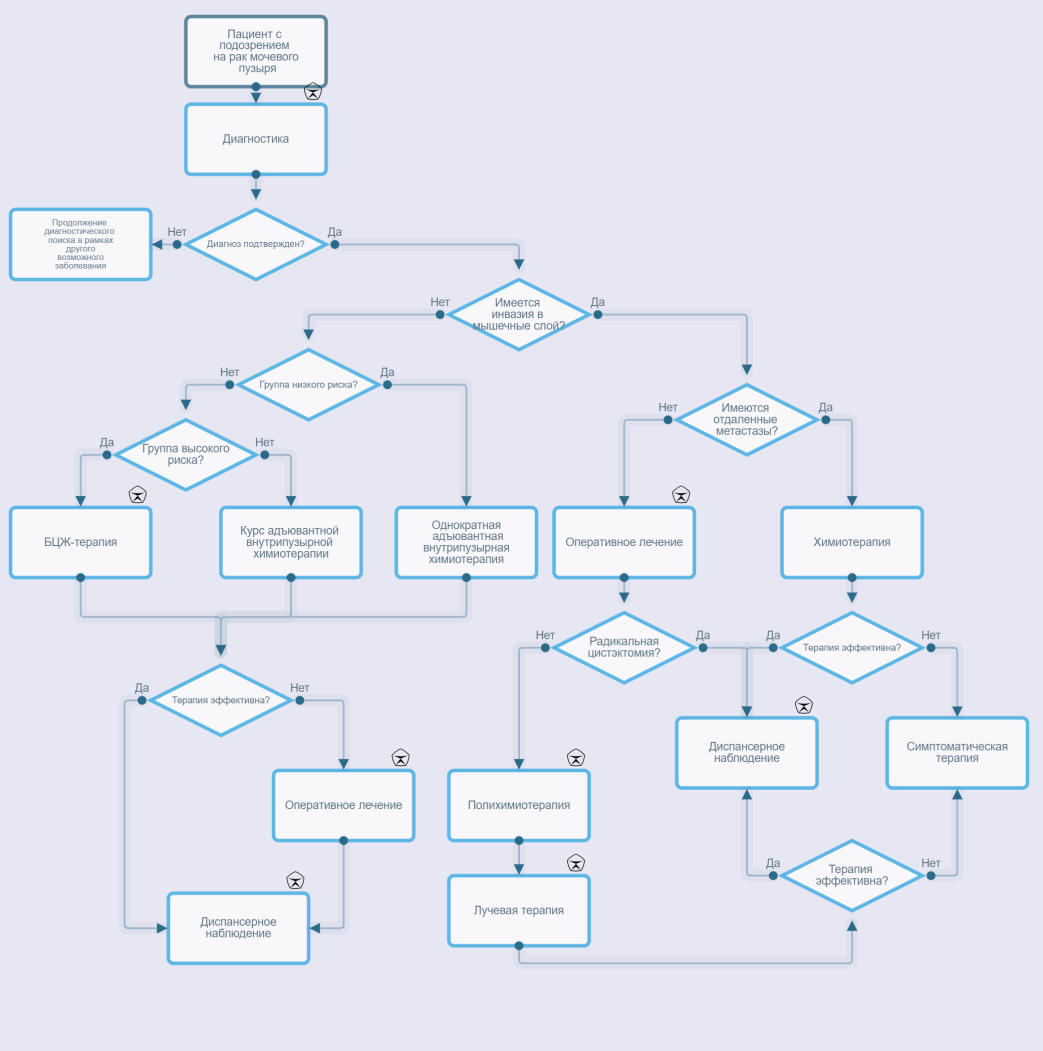 Пациент с
подозрением
на рак мочевого
пузыря
Диагностика
Продолжение
диагностического
поиска в рамках
другого
возможного
заболевания
Нет
Диагноз подтвержден?
Да
Нет
Имеется
инвазия в
мышечные слой?
Да
Нет
Группа низкого риска?
Да
Нет
Имеются
отдаленные
метастазы?
Да
Да
Группа высокого
риска?
Нет
БЦЖ-терапия
Курс адъювантной
внутрипузырной
химиотерапии
Однократная
адъювантная
внутрипузырная
химиотерапия
Оперативное лечение
Химиотерапия
Нет
Радикальная
цистэктомия?
Да
Да
Терапия эффективна?
Нет
Да
Терапия эффективна?
Нет
Диспансерное
наблюдение
Симптоматическая
терапия
Оперативное лечение
Полихимиотерапия
Да
Терапия
эффективна?
Нет
Лучевая терапия
Диспансерное
наблюдение